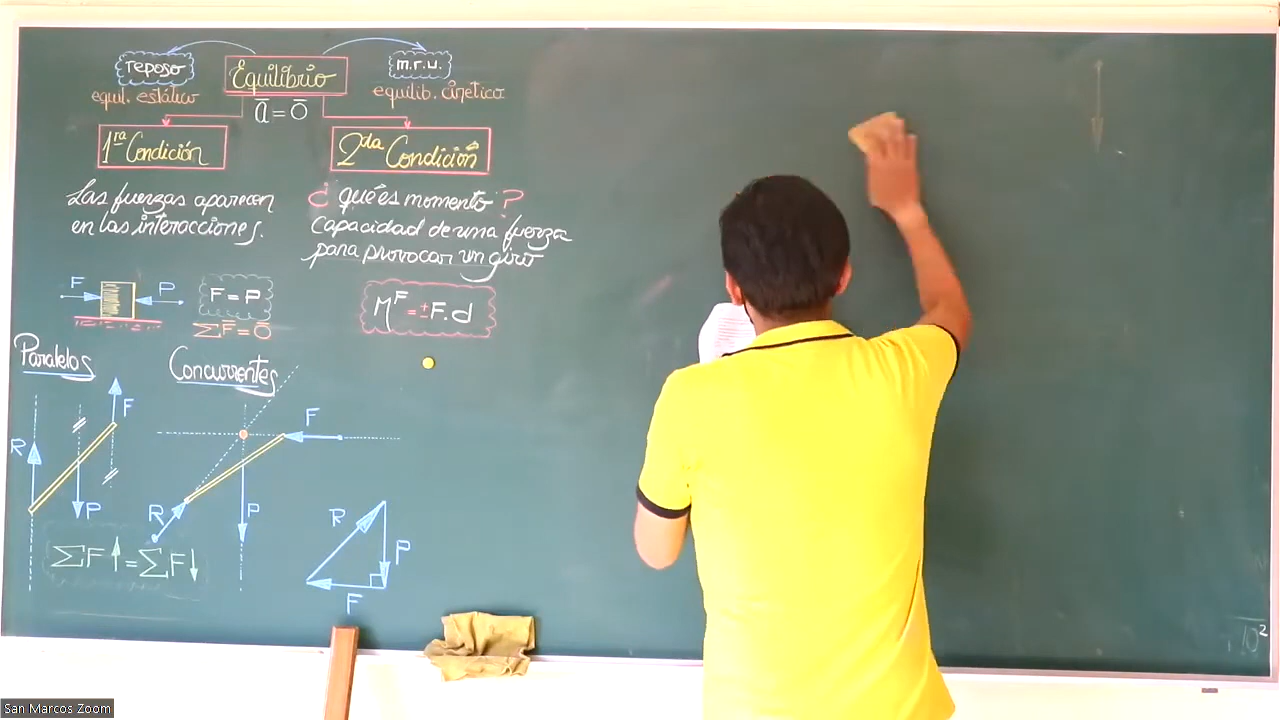 reposo
Equilibrio
m.r.u.
equil. estático
equilib. cinético
a̅ = 0̅
1ra Condición
2da Condición
Las fuerzas aparecen
en las interacciones.
¿ qué es momento ?
Capacidad de una fuerza
para provocar un giro
F
P
F = P
ΣF̅ = 0̅
M^F = ± F.d
Paralelos
Concurrentes
F
R
P
F
R
P
ΣF↑ = ΣF↓
R
P
F
10²
San Marcos Zoom